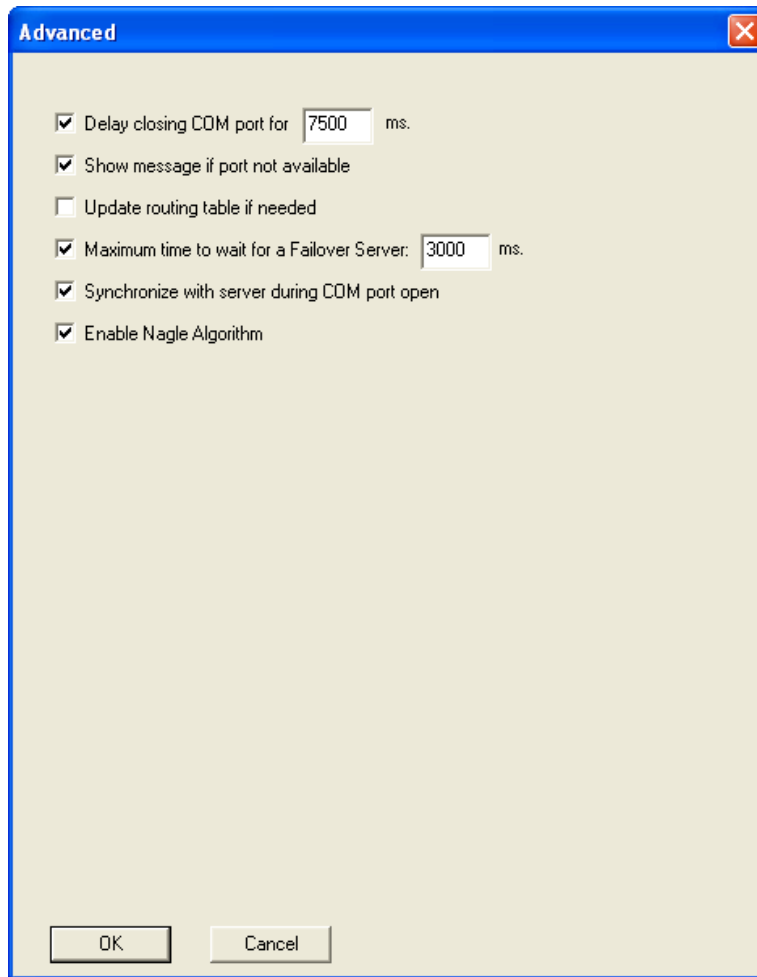 Advanced
Delay closing COM port for 7500 ms.
Show message if port not available
Update routing table if needed
Maximum time to wait for a Failover Server: 3000 ms.
Synchronize with server during COM port open
Enable Nagle Algorithm
OK Cancel